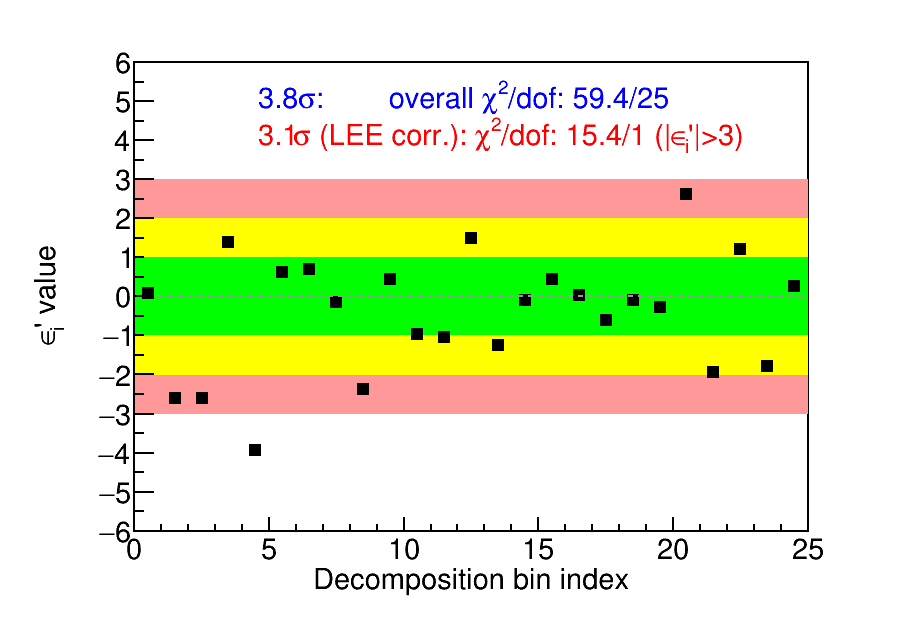 6
5
4
3
2
1
0
−1
−2
−3
−4
−5
−6
3.8σ: overall χ²/dof: 59.4/25
3.1σ (LEE corr.): χ²/dof: 15.4/1 (|ϵᵢ'|>3)
ϵᵢ' value
0 5 10 15 20 25
Decomposition bin index